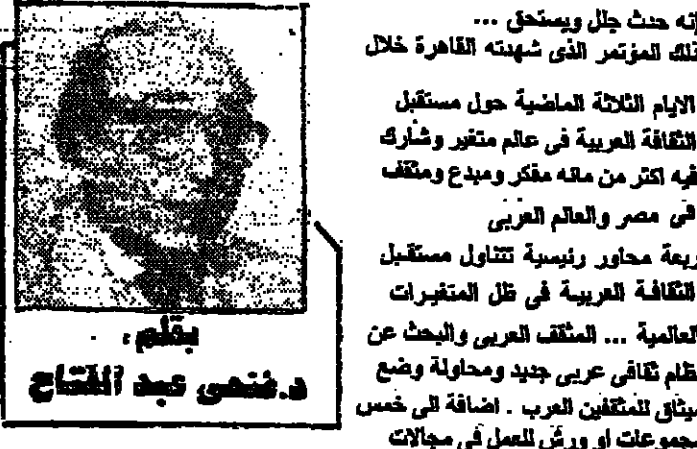 إنه حدث جلل ويستحق ...
ذلك المؤتمر الذى شهدته القاهرة خلال
الايام الثلاثة الماضية حول مستقبل
الثقافة العربية فى عالم متغير وشارك
فيه اكثر من مائه مفكر ومبدع ومثقف
فى مصر والعالم العربى
ربعة محاور رئيسية تتناول مستقبل
الثقافة العربية فى ظل المتغيرات
العالمية ... المثقف العربى والبحث عن
ظام ثقافى عربى جديد ومحاولة وضع
ميثاق للمثقفين العرب . اضافة الى خمس
مجموعات او ورش للعمل فى مجالات
بقلم :
د. فتحى عبد الفتاح